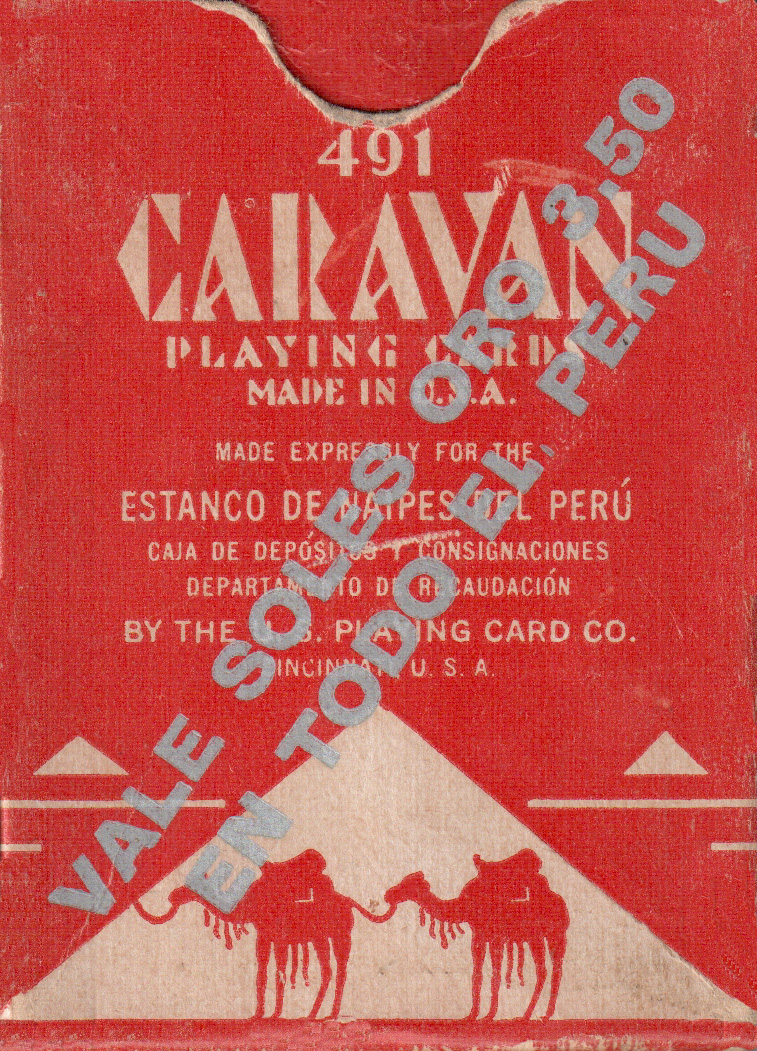 491
CARAVAN
PLAYING CARDS
MADE IN U.S.A.
MADE EXPRESSLY FOR THE
ESTANCO DE NAIPES DEL PERÚ
CAJA DE DEPÓSITOS Y CONSIGNACIONES
DEPARTAMENTO DE RECAUDACIÓN
BY THE U.S. PLAYING CARD CO.
CINCINNATI, U. S. A.
VALE SOLES ORO 3.50
EN TODO EL PERU